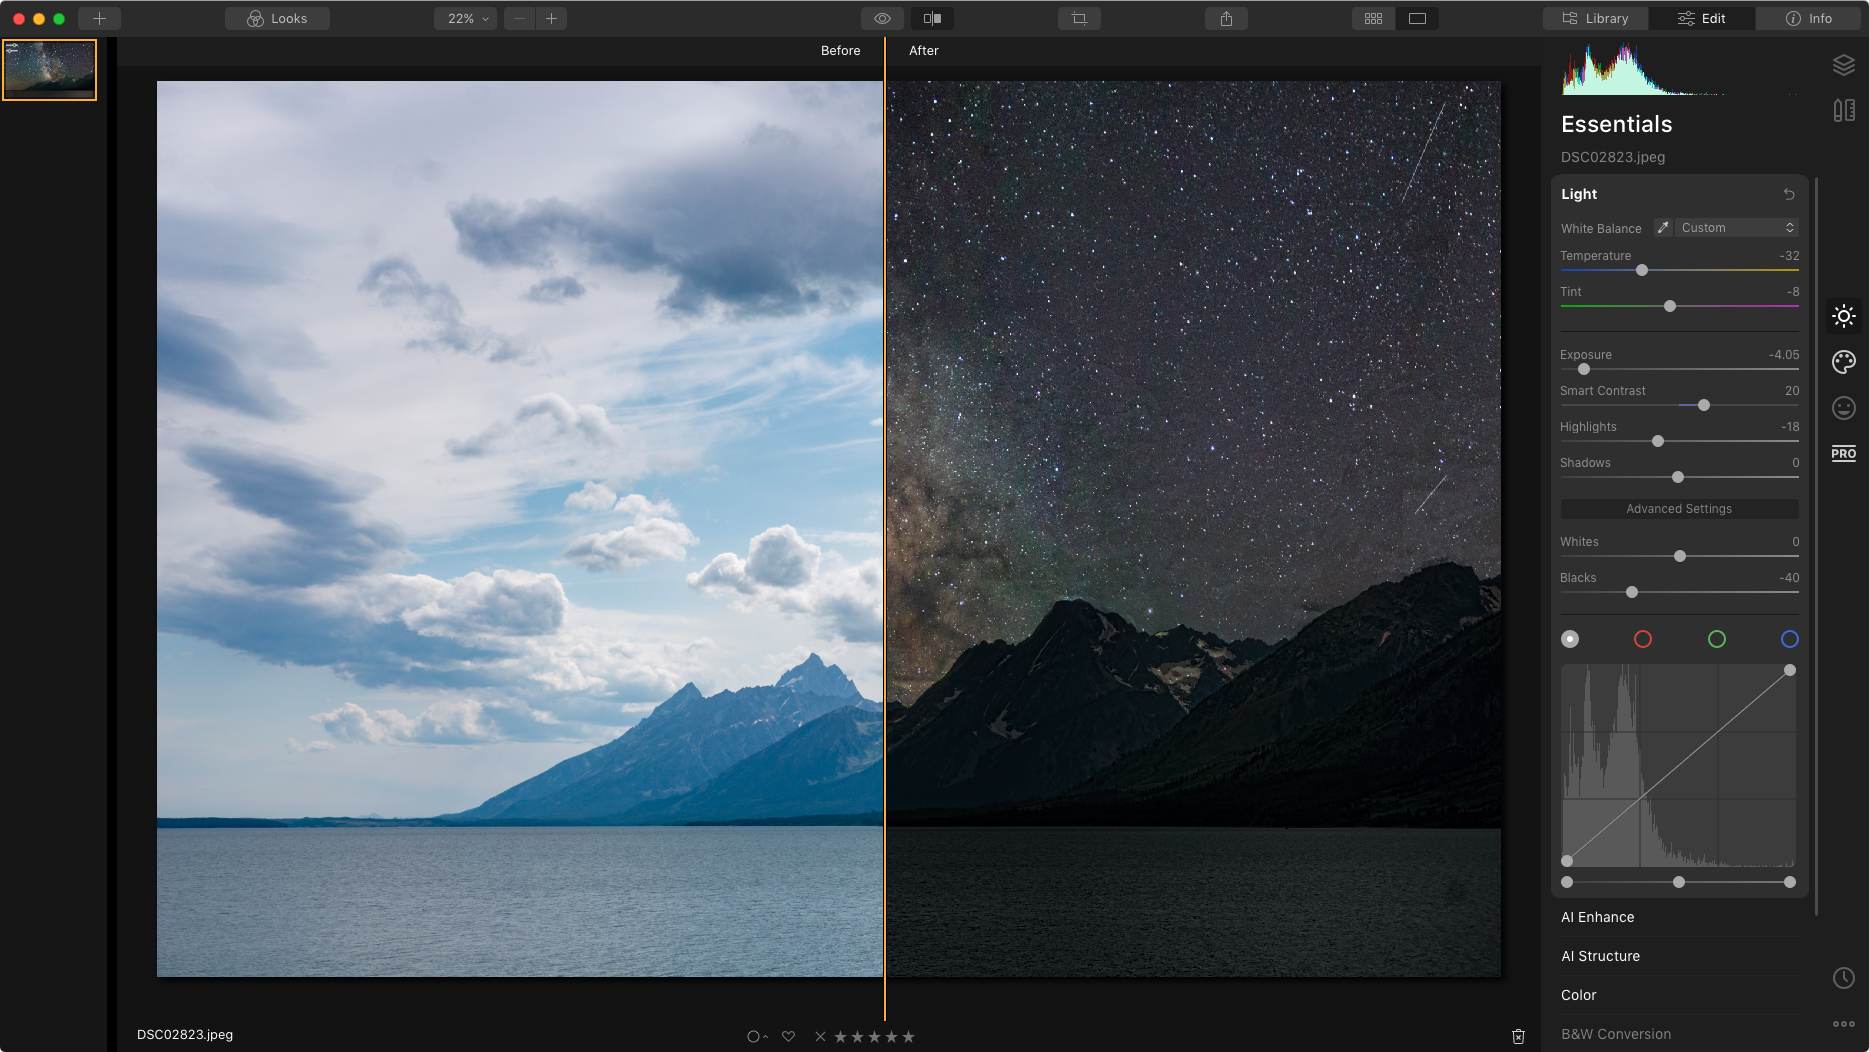 Looks
22%
Library
Edit
Info
Before
After
Essentials
DSC02823.jpeg
Light
White Balance
Custom
Temperature
-32
Tint
-8
Exposure
-4.05
Smart Contrast
20
Highlights
-18
Shadows
0
Advanced Settings
Whites
0
Blacks
-40
PRO
AI Enhance
AI Structure
Color
B&W Conversion
DSC02823.jpeg